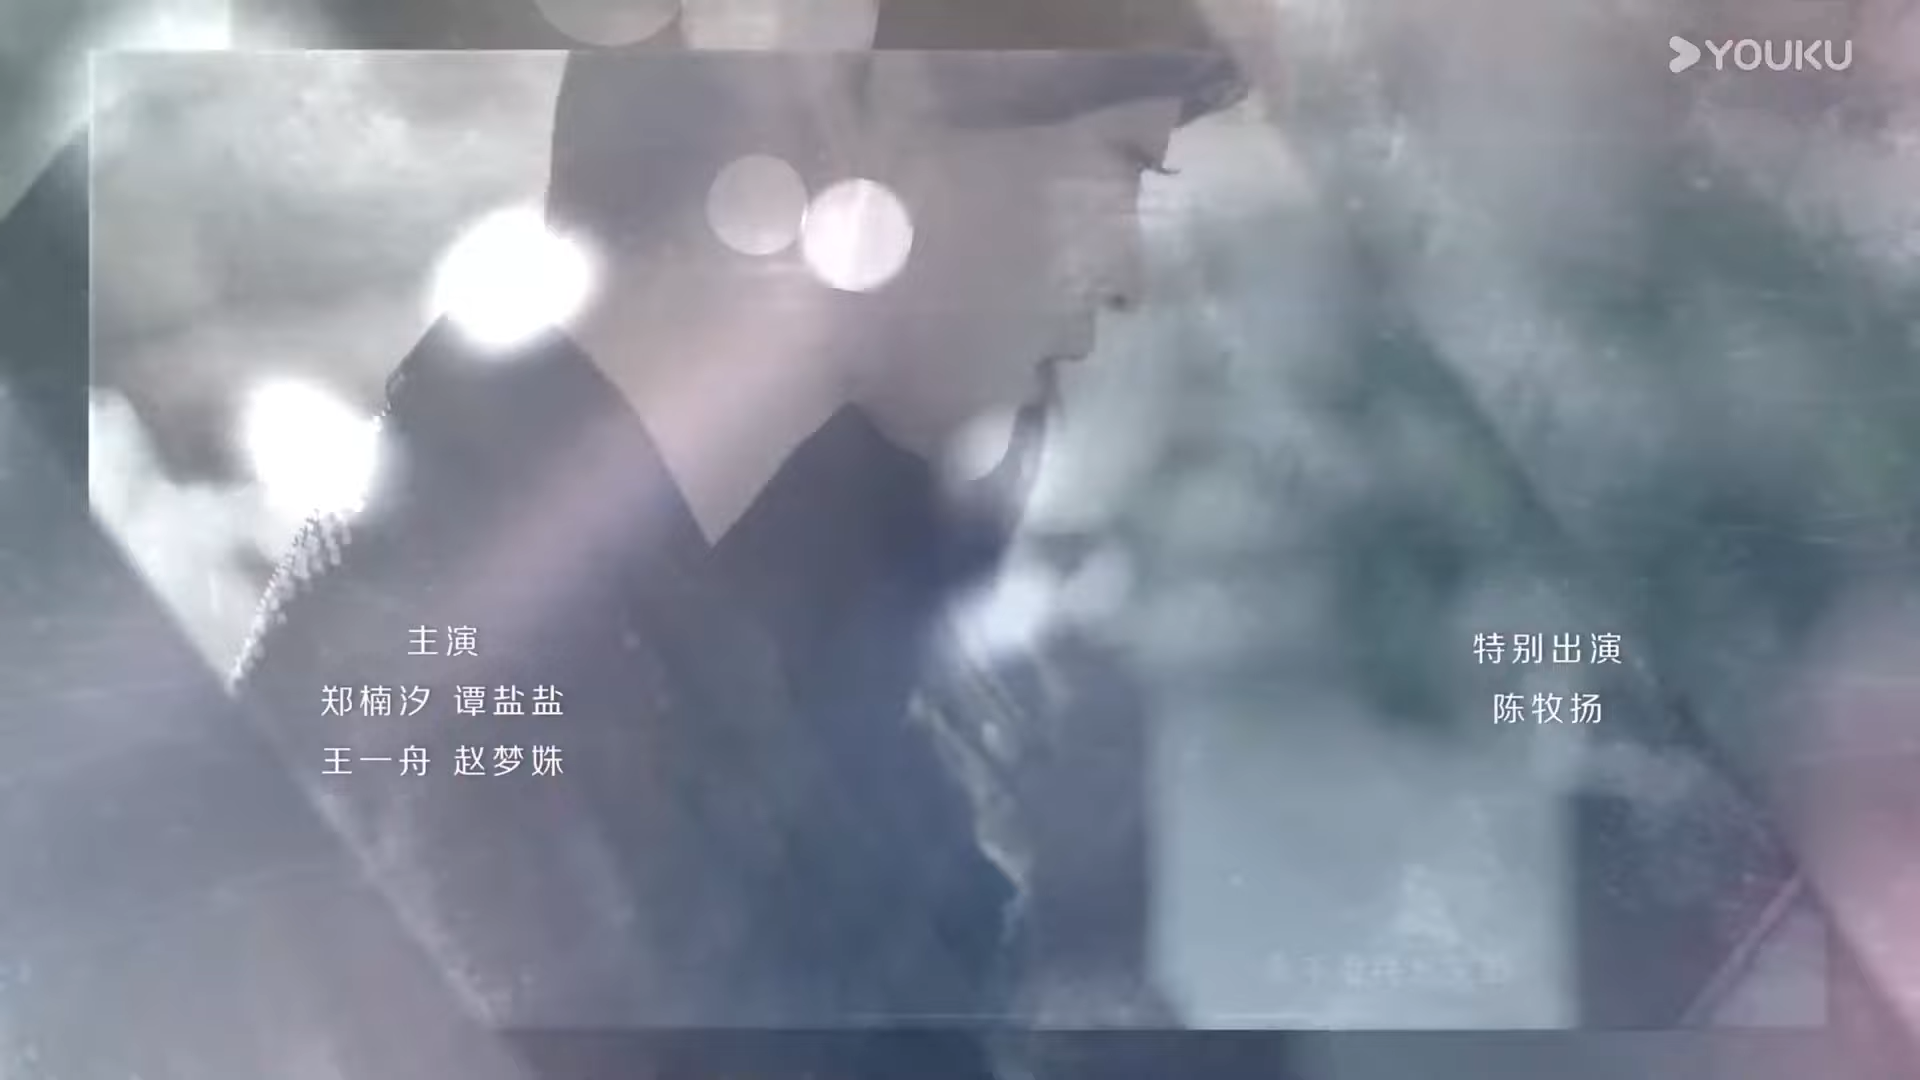 YOUKU
主演
郑楠汐 谭盐盐
王一舟 赵梦姝
特别出演
陈牧扬